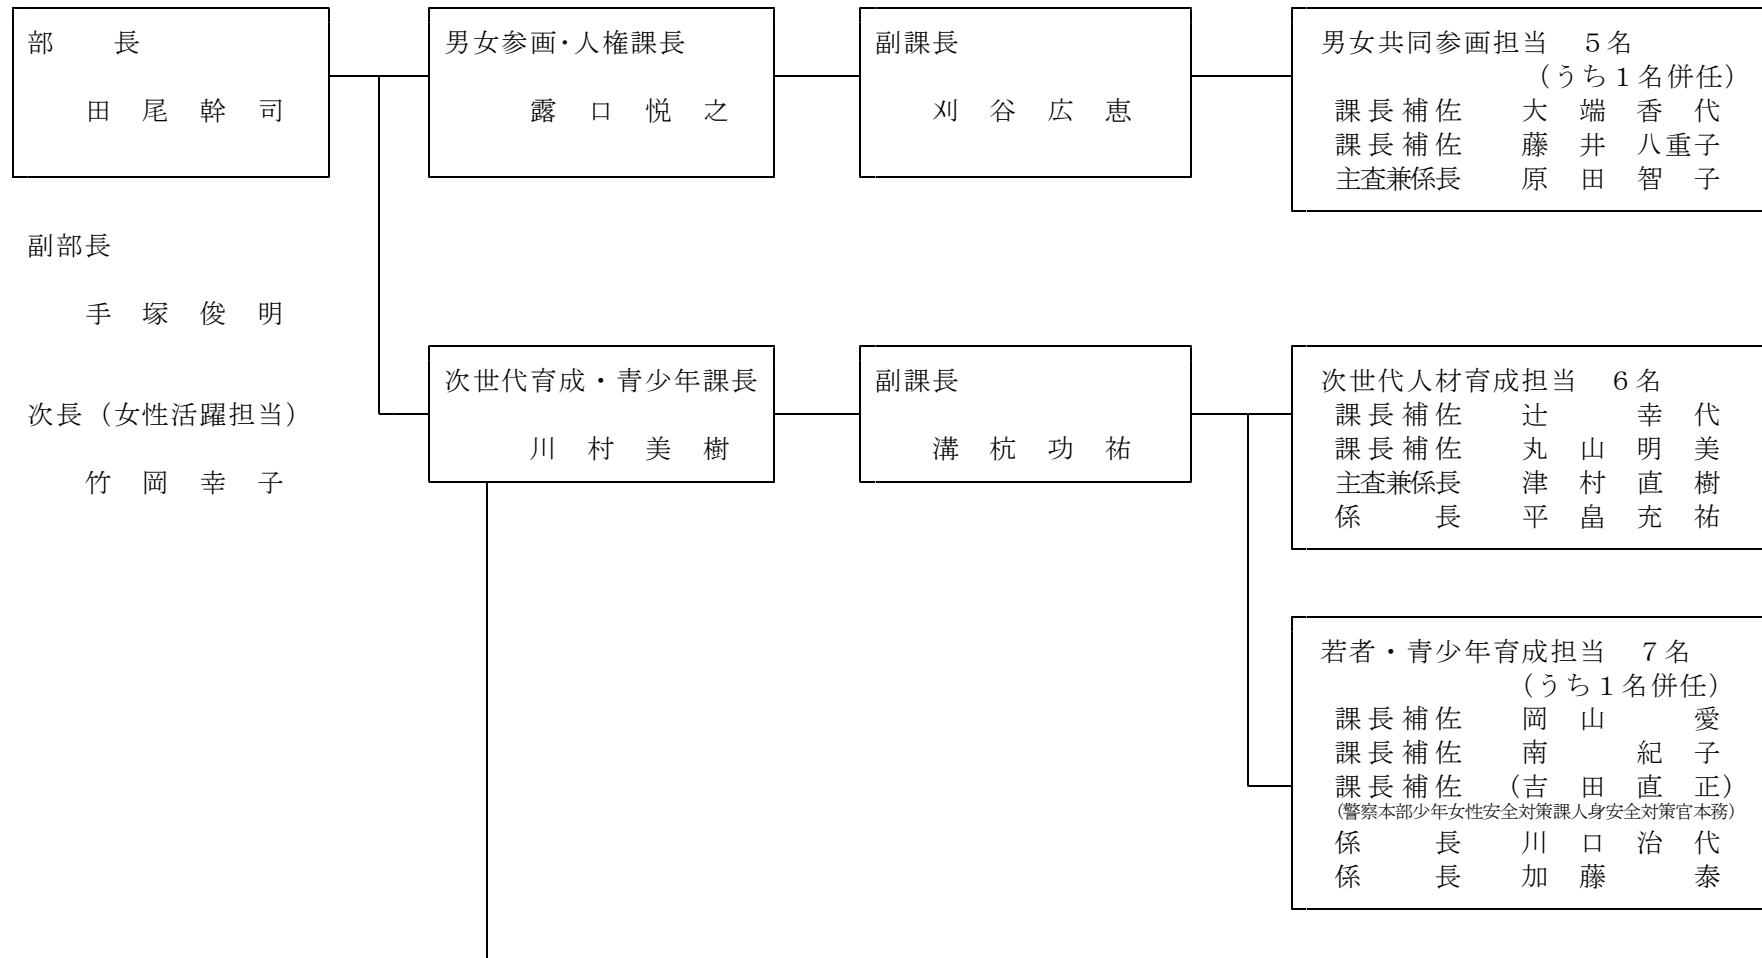 部　　長
田　尾　幹　司
副部長
手　塚　俊　明
次長（女性活躍担当）
竹　岡　幸　子
男女参画・人権課長
露　口　悦　之
副課長
刈　谷　広　恵
男女共同参画担当　５名
（うち１名併任）
課長補佐　大　端　香　代
課長補佐　藤　井　八重子
主査兼係長　原　田　智　子
次世代育成・青少年課長
川　村　美　樹
副課長
溝　杭　功　祐
次世代人材育成担当　６名
課長補佐　辻　　　幸　代
課長補佐　丸　山　明　美
主査兼係長　津　村　直　樹
係　　　長　平　畠　充　祐
若者・青少年育成担当　７名
（うち１名併任）
課長補佐　岡　山　　　愛
課長補佐　南　　　紀　子
課長補佐　（吉　田　直　正）
（警察本部少年女性安全対策課人身安全対策官本務）
係　　　長　川　口　治　代
係　　　長　加　藤　　　泰